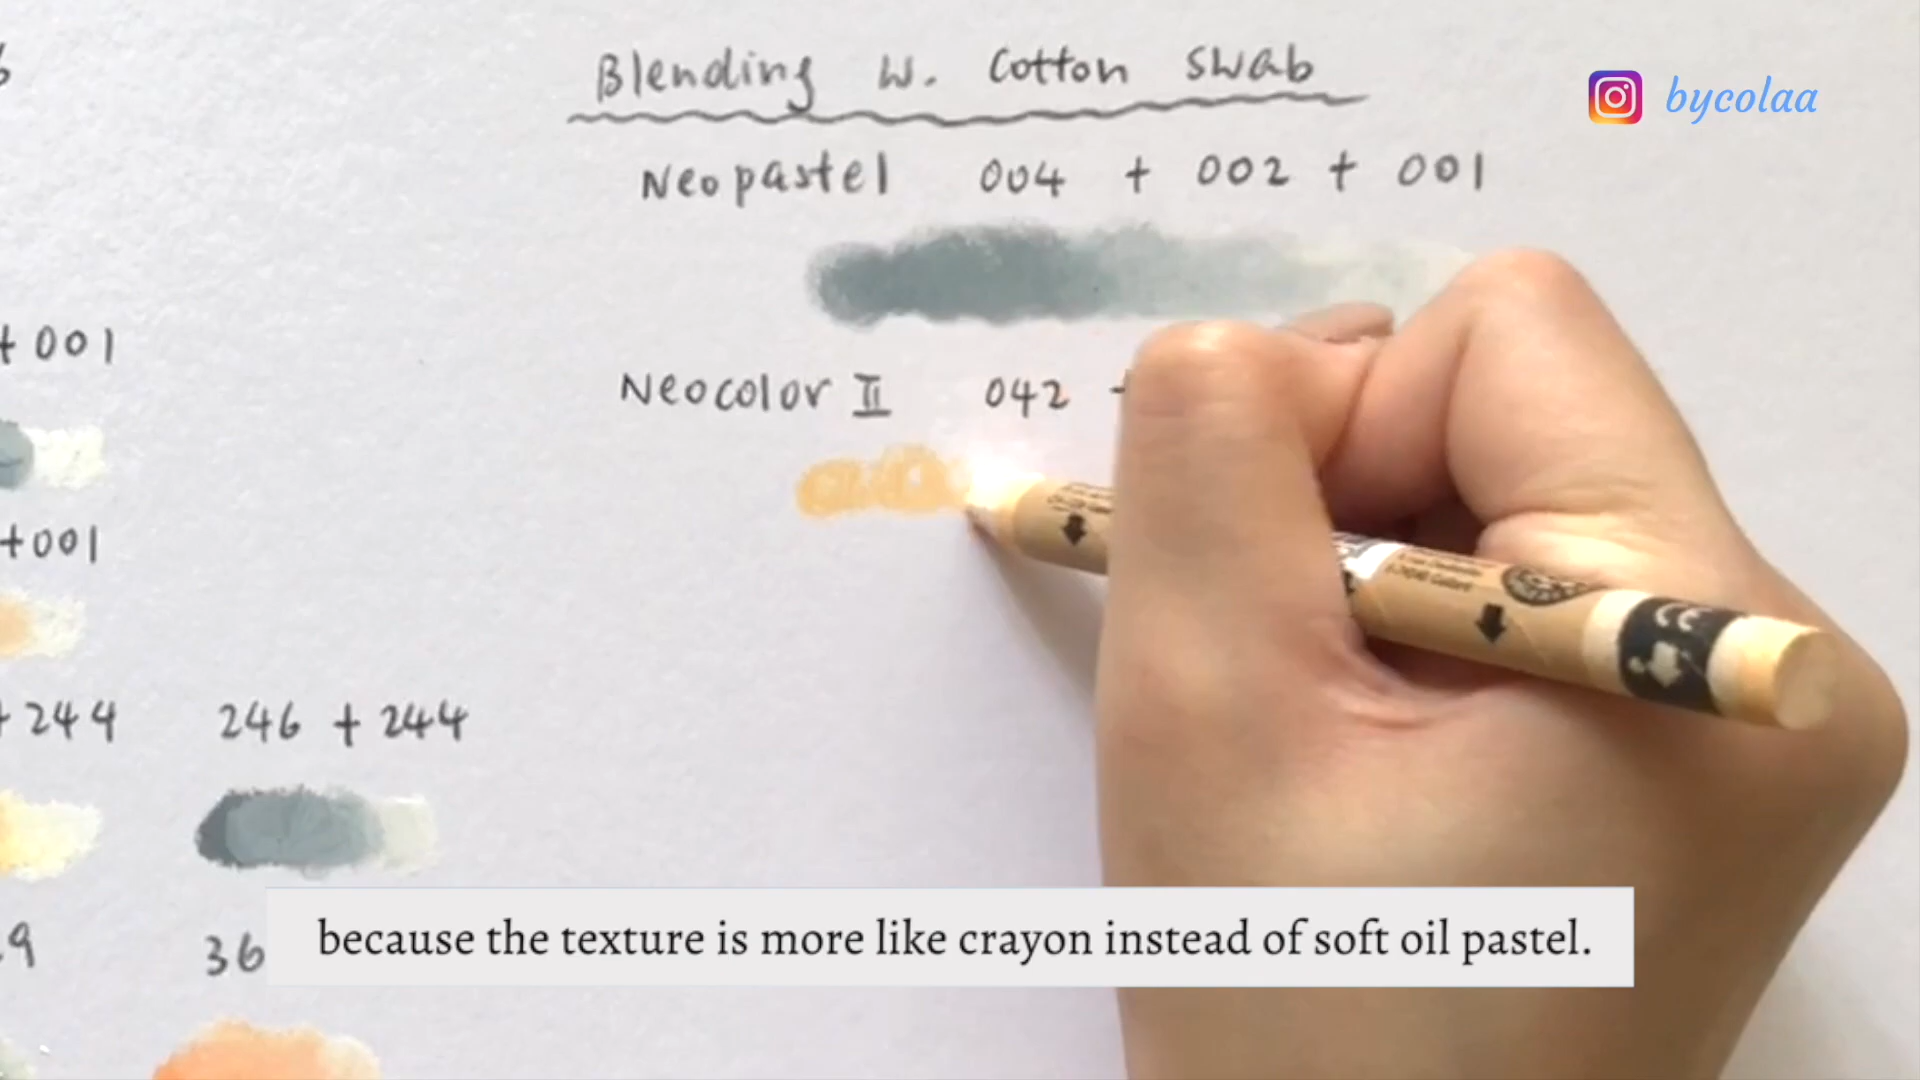 Blending w. Cotton swab
bycolaa
Neopastel 004 + 002 + 001
+ 001
Neocolor II 042
+001
244
246 + 244
9
36
because the texture is more like crayon instead of soft oil pastel.